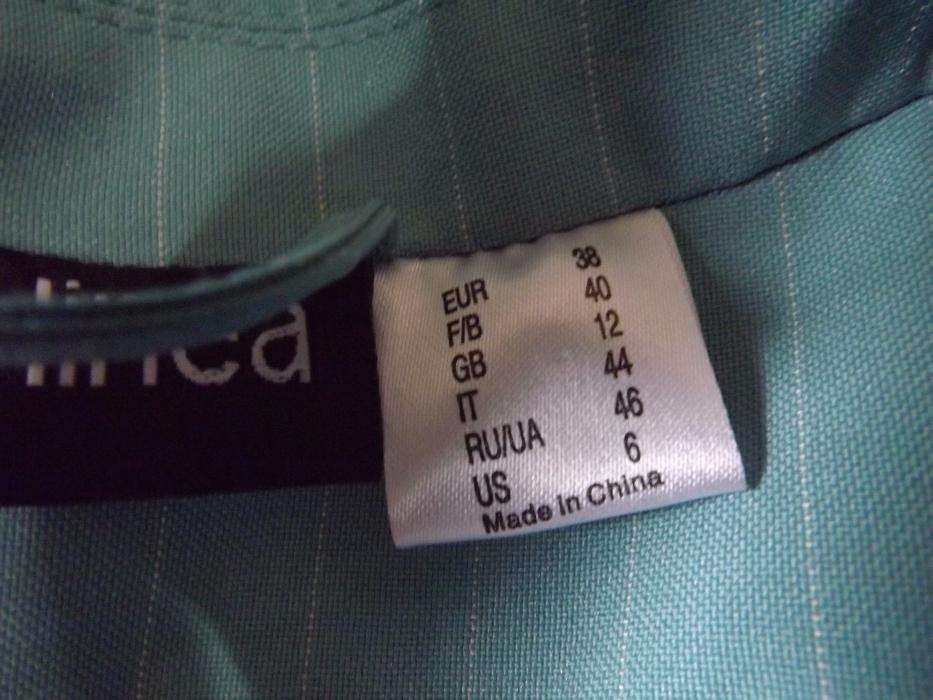 EUR 38
F/B 40
GB 12
IT 44
RU/UA 46
US 6
Made in China